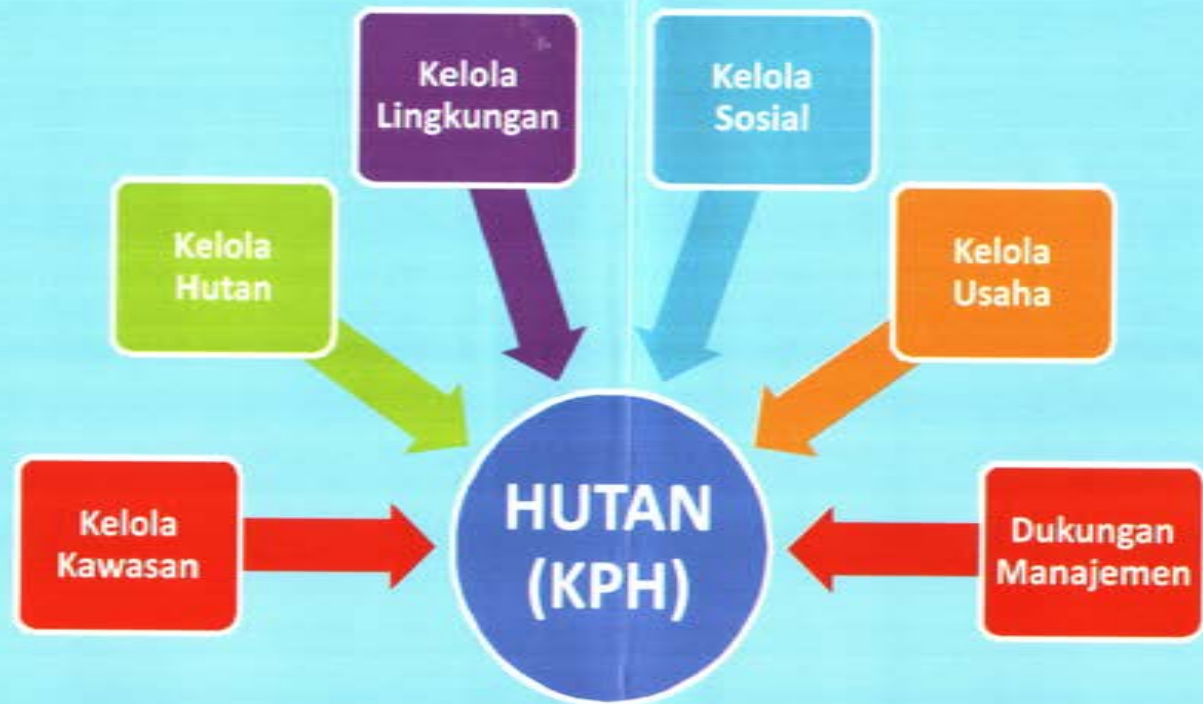 Kelola
Lingkungan
Kelola
Sosial
Kelola
Hutan
Kelola
Usaha
Kelola
Kawasan
HUTAN
(KPH)
Dukungan
Manajemen